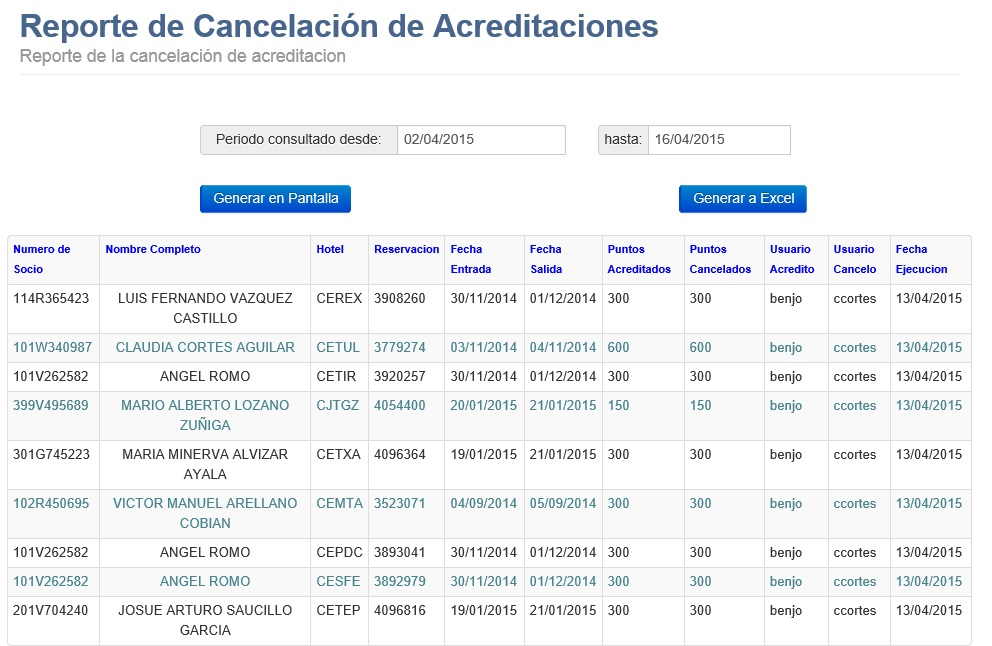 Reporte de Cancelación de Acreditaciones
Reporte de la cancelación de acreditacion
Periodo consultado desde: 02/04/2015 hasta: 16/04/2015
Generar en Pantalla Generar a Excel
Numero de Socio Nombre Completo Hotel Reservacion Fecha Entrada Fecha Salida Puntos Acreditados Puntos Cancelados Usuario Acredito Usuario Cancelo Fecha Ejecucion
114R365423 LUIS FERNANDO VAZQUEZ CASTILLO CEREX 3908260 30/11/2014 01/12/2014 300 300 benjo ccortes 13/04/2015
101W340987 CLAUDIA CORTES AGUILAR CETUL 3779274 03/11/2014 04/11/2014 600 600 benjo ccortes 13/04/2015
101V262582 ANGEL ROMO CETIR 3920257 30/11/2014 01/12/2014 300 300 benjo ccortes 13/04/2015
399V495689 MARIO ALBERTO LOZANO ZUÑIGA CJTGZ 4054400 20/01/2015 21/01/2015 150 150 benjo ccortes 13/04/2015
301G745223 MARIA MINERVA ALVIZAR AYALA CETXA 4096364 19/01/2015 21/01/2015 300 300 benjo ccortes 13/04/2015
102R450695 VICTOR MANUEL ARELLANO COBIAN CEMTA 3523071 04/09/2014 05/09/2014 300 300 benjo ccortes 13/04/2015
101V262582 ANGEL ROMO CEPDC 3893041 30/11/2014 01/12/2014 300 300 benjo ccortes 13/04/2015
101V262582 ANGEL ROMO CESFE 3892979 30/11/2014 01/12/2014 300 300 benjo ccortes 13/04/2015
201V704240 JOSUE ARTURO SAUCILLO GARCIA CETEP 4096816 19/01/2015 21/01/2015 300 300 benjo ccortes 13/04/2015